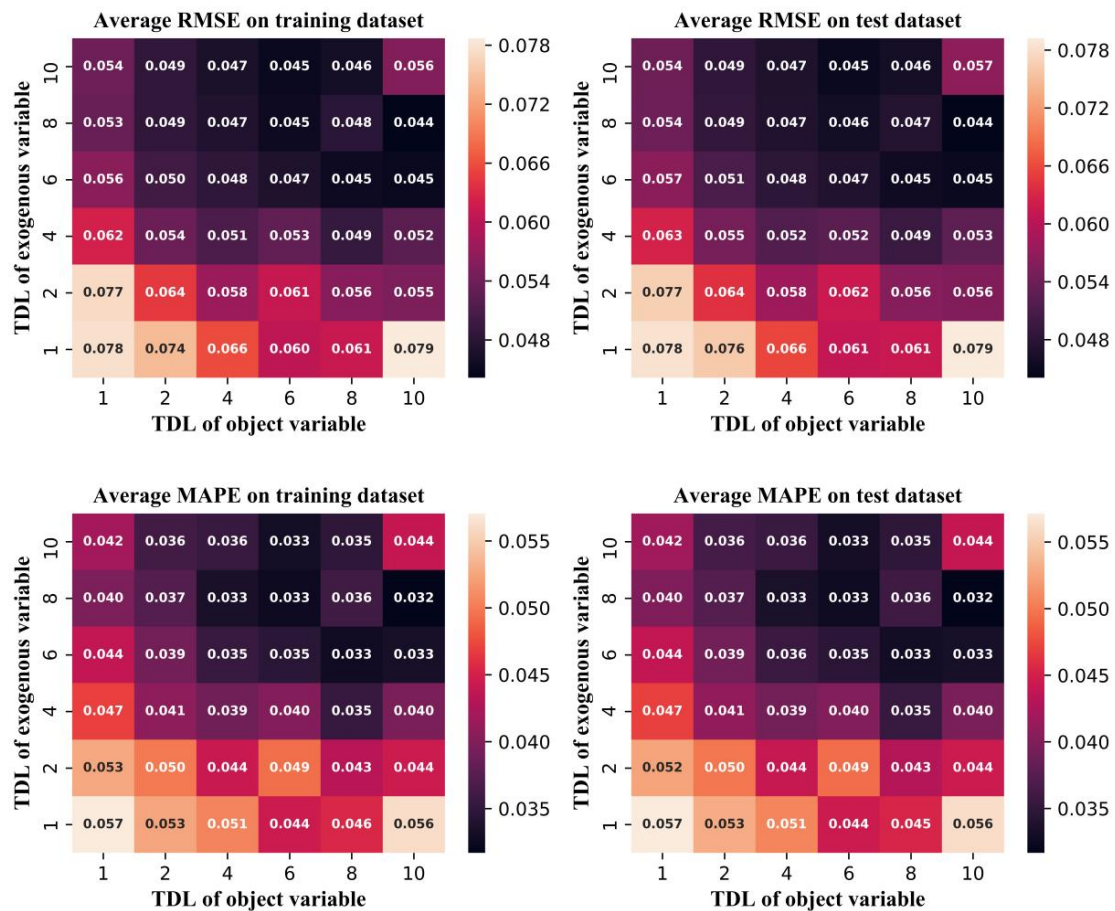 Average RMSE on training dataset
TDL of exogenous variable
10 0.054 0.049 0.047 0.045 0.046 0.056
8 0.053 0.049 0.047 0.045 0.048 0.044
6 0.056 0.050 0.048 0.047 0.045 0.045
4 0.062 0.054 0.051 0.053 0.049 0.052
2 0.077 0.064 0.058 0.061 0.056 0.055
1 0.078 0.074 0.066 0.060 0.061 0.079
1 2 4 6 8 10
TDL of object variable
0.078
0.072
0.066
0.060
0.054
0.048
Average RMSE on test dataset
TDL of exogenous variable
10 0.054 0.049 0.047 0.045 0.046 0.057
8 0.054 0.049 0.047 0.046 0.047 0.044
6 0.057 0.051 0.048 0.047 0.045 0.045
4 0.063 0.055 0.052 0.052 0.049 0.053
2 0.077 0.064 0.058 0.062 0.056 0.056
1 0.078 0.076 0.066 0.061 0.061 0.079
1 2 4 6 8 10
TDL of object variable
0.078
0.072
0.066
0.060
0.054
0.048
Average MAPE on training dataset
TDL of exogenous variable
10 0.042 0.036 0.036 0.033 0.035 0.044
8 0.040 0.037 0.033 0.033 0.036 0.032
6 0.044 0.039 0.035 0.035 0.033 0.033
4 0.047 0.041 0.039 0.040 0.035 0.040
2 0.053 0.050 0.044 0.049 0.043 0.044
1 0.057 0.053 0.051 0.044 0.046 0.056
1 2 4 6 8 10
TDL of object variable
0.055
0.050
0.045
0.040
0.035
Average MAPE on test dataset
TDL of exogenous variable
10 0.042 0.036 0.036 0.033 0.035 0.044
8 0.040 0.037 0.033 0.033 0.036 0.032
6 0.044 0.039 0.036 0.035 0.033 0.033
4 0.047 0.041 0.039 0.040 0.035 0.040
2 0.052 0.050 0.044 0.049 0.043 0.044
1 0.057 0.053 0.051 0.044 0.045 0.056
1 2 4 6 8 10
TDL of object variable
0.055
0.050
0.045
0.040
0.035